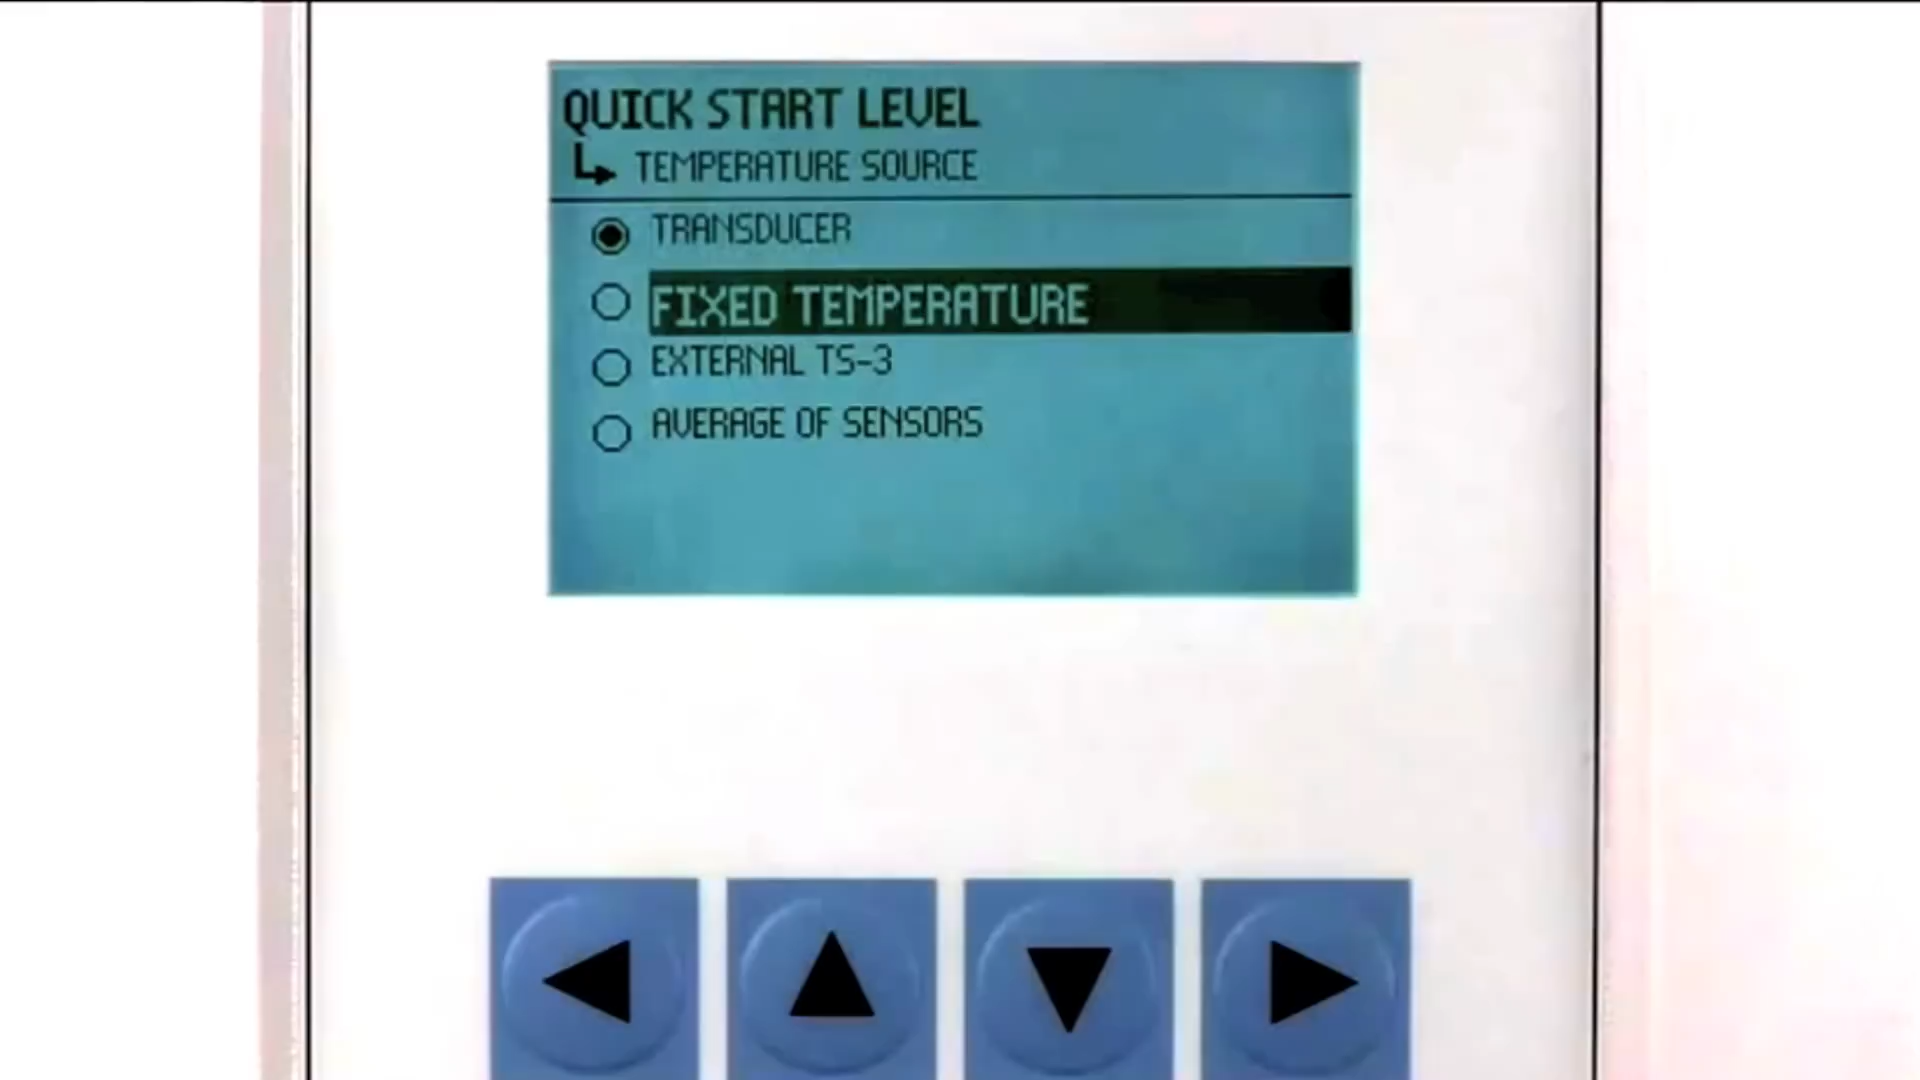 QUICK START LEVEL
TEMPERATURE SOURCE
TRANSDUCER
FIXED TEMPERATURE
EXTERNAL TS-3
AVERAGE OF SENSORS